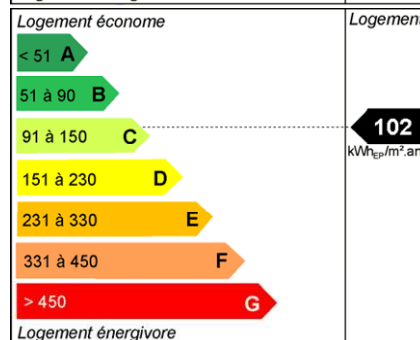 Logement économe
Logement
< 51 A
51 à 90 B
91 à 150 C
102
kWhEP/m².an
151 à 230 D
231 à 330 E
331 à 450 F
> 450 G
Logement énergivore